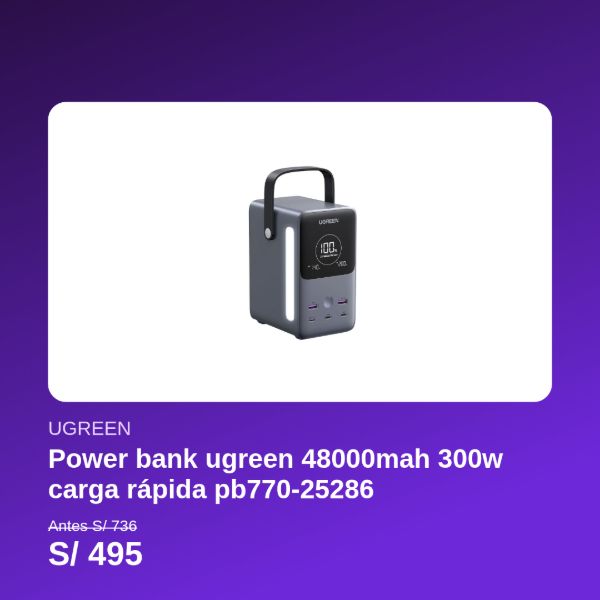 UGREEN
100%
UGREEN
Power bank ugreen 48000mah 300w
carga rápida pb770-25286
Antes S/ 736
S/ 495